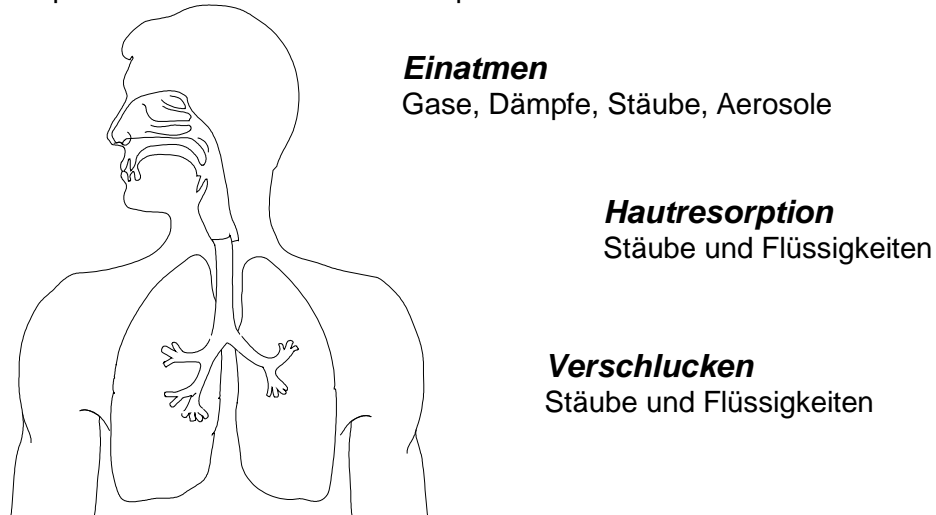 Einatmen
Gase, Dämpfe, Stäube, Aerosole
Hautresorption
Stäube und Flüssigkeiten
Verschlucken
Stäube und Flüssigkeiten